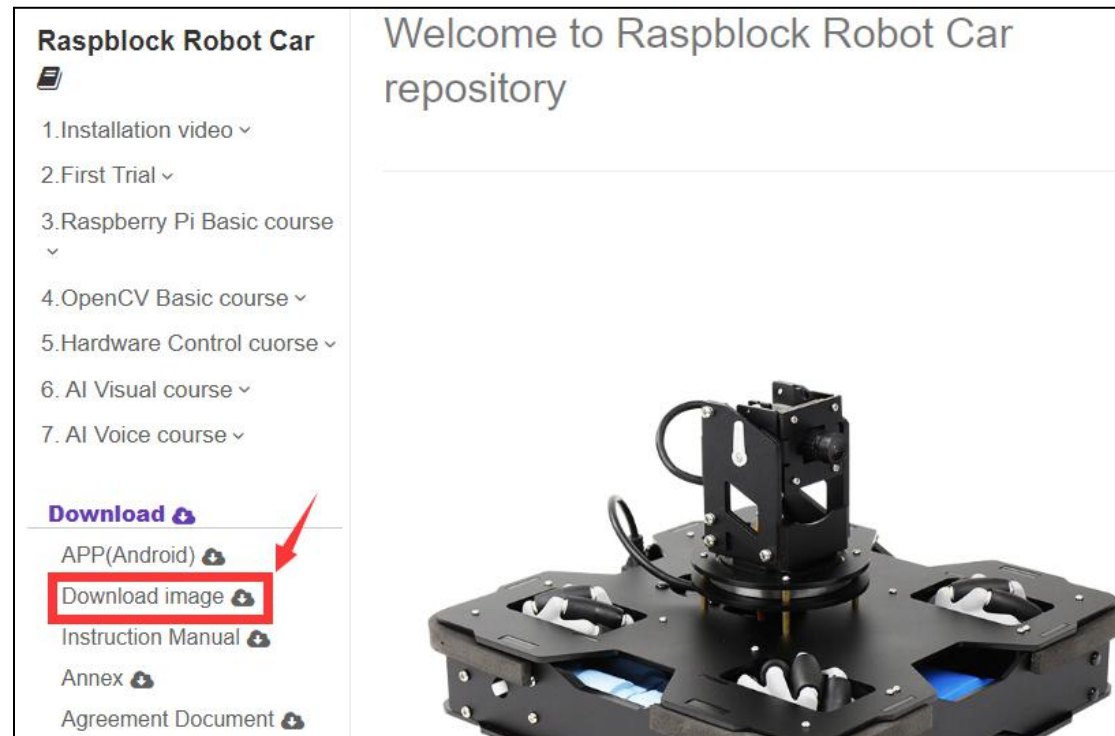 Raspblock Robot Car
1.Installation video
2.First Trial
3.Raspberry Pi Basic course
4.OpenCV Basic course
5.Hardware Control cuorse
6. AI Visual course
7. AI Voice course
Download
APP(Android)
Download image
Instruction Manual
Annex
Agreement Document
Welcome to Raspblock Robot Car
repository